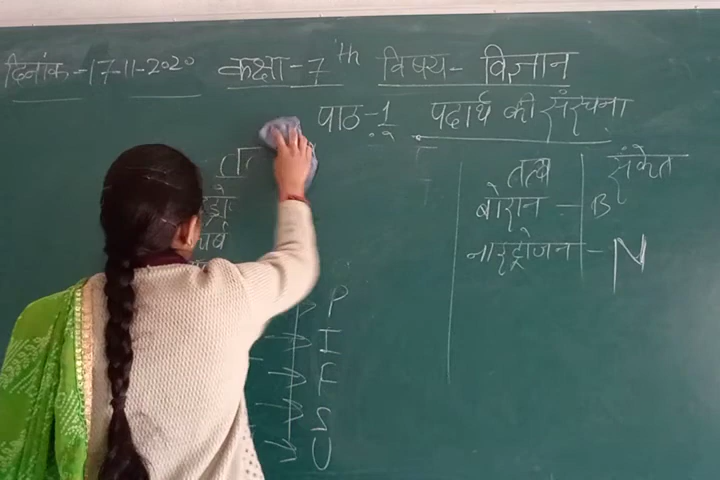 दिनांक-17-11-2020 कक्षा-7th विषय- विज्ञान
पाठ-1 पदार्थ की संरचना
तत्व संकेत
बोरान - B
नाइट्रोजन - N
P
I
F
S
U